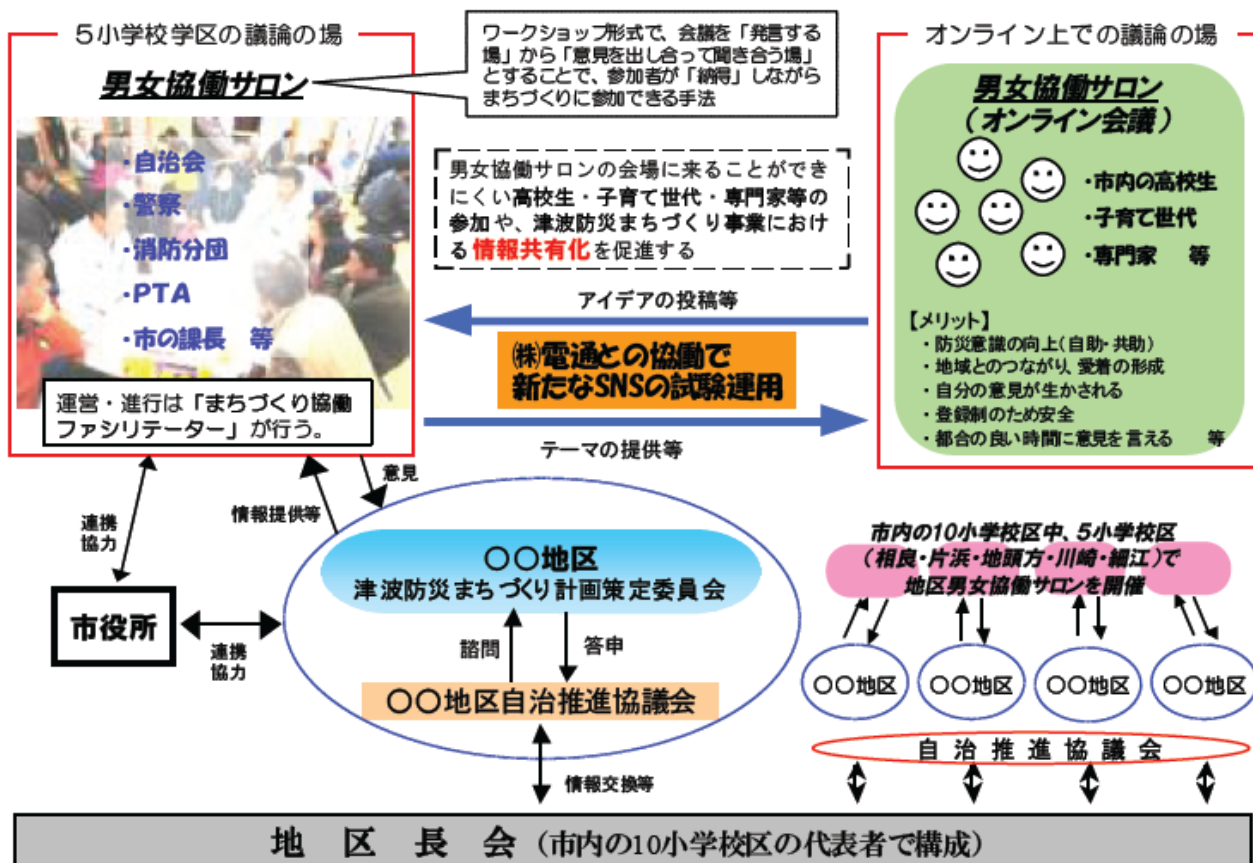 5小学校学区の議論の場
男女協働サロン
・自治会
・警察
・消防分団
・PTA
・市の課長　等
運営・進行は「まちづくり協働
ファシリテーター」が行う。
ワークショップ形式で、会議を「発言する
場」から「意見を出し合って聞き合う場」
とすることで、参加者が「納得」しながら
まちづくりに参加できる手法
男女協働サロンの会場に来ることができ
にくい高校生・子育て世代・専門家等の
参加や、津波防災まちづくり事業におけ
る情報共有化を促進する
アイデアの投稿等
㈱電通との協働で
新たなSNSの試験運用
テーマの提供等
オンライン上での議論の場
男女協働サロン
（オンライン会議）
・市内の高校生
・子育て世代
・専門家　等
【メリット】
・防災意識の向上（自助・共助）
・地域とのつながり、愛着の形成
・自分の意見が生かされる
・登録制のため安全
・都合の良い時間に意見を言える　等
連携
協力
情報提供等
意見
市役所
連携
協力
〇〇地区
津波防災まちづくり計画策定委員会
諮問
答申
〇〇地区自治推進協議会
情報交換等
市内の10小学校区中、5小学校区
（相良・片浜・地頭方・川崎・細江）で
地区男女協働サロンを開催
〇〇地区
〇〇地区
〇〇地区
〇〇地区
自治推進協議会
地区長会（市内の10小学校区の代表者で構成）